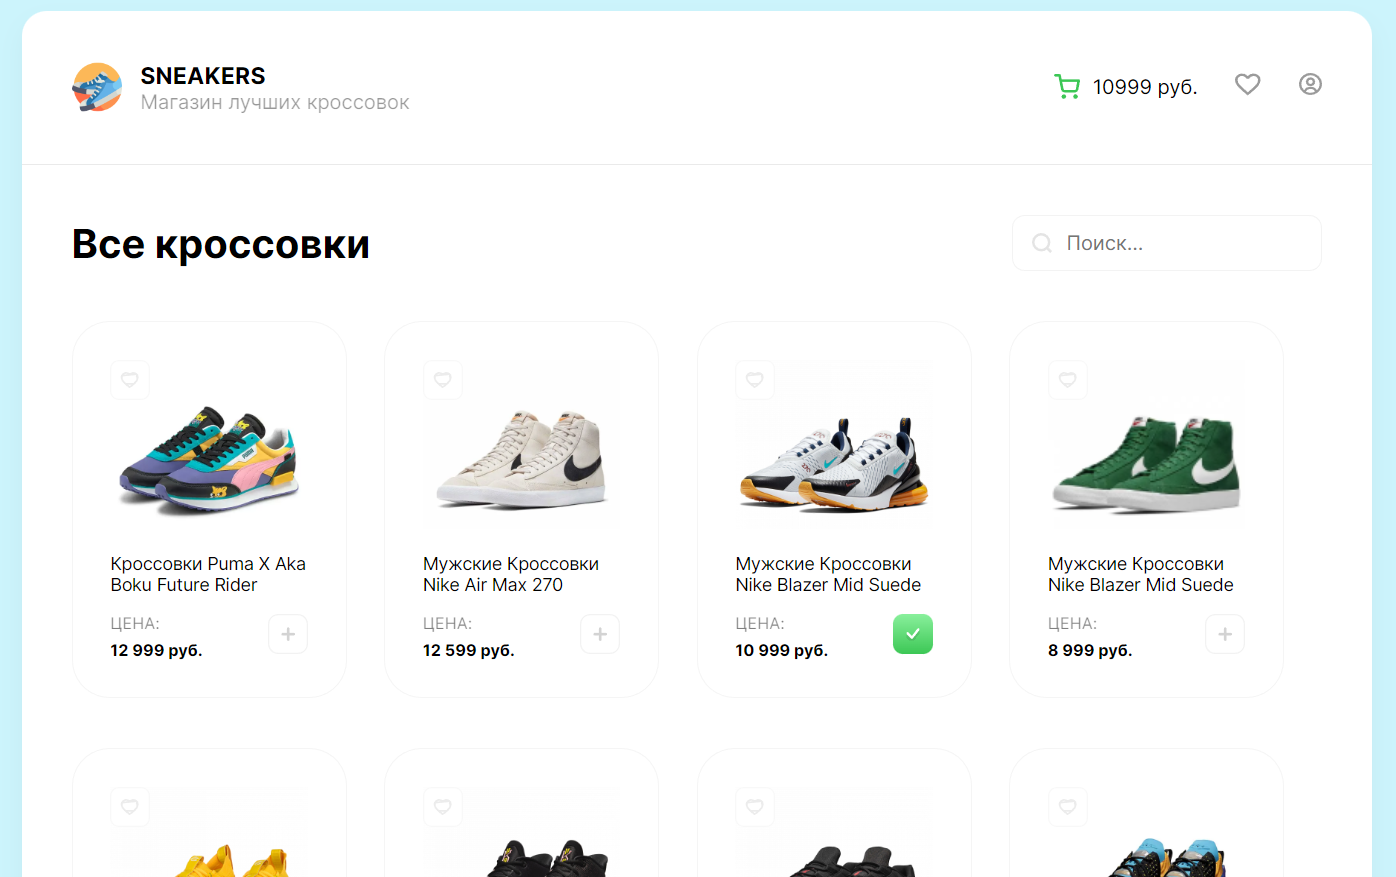 SNEAKERS
Магазин лучших кроссовок
10999 руб.
Все кроссовки
Поиск...
Кроссовки Puma X Aka
Boku Future Rider
ЦЕНА:
12 999 руб.
Мужские Кроссовки
Nike Air Max 270
ЦЕНА:
12 599 руб.
Мужские Кроссовки
Nike Blazer Mid Suede
ЦЕНА:
10 999 руб.
Мужские Кроссовки
Nike Blazer Mid Suede
ЦЕНА:
8 999 руб.